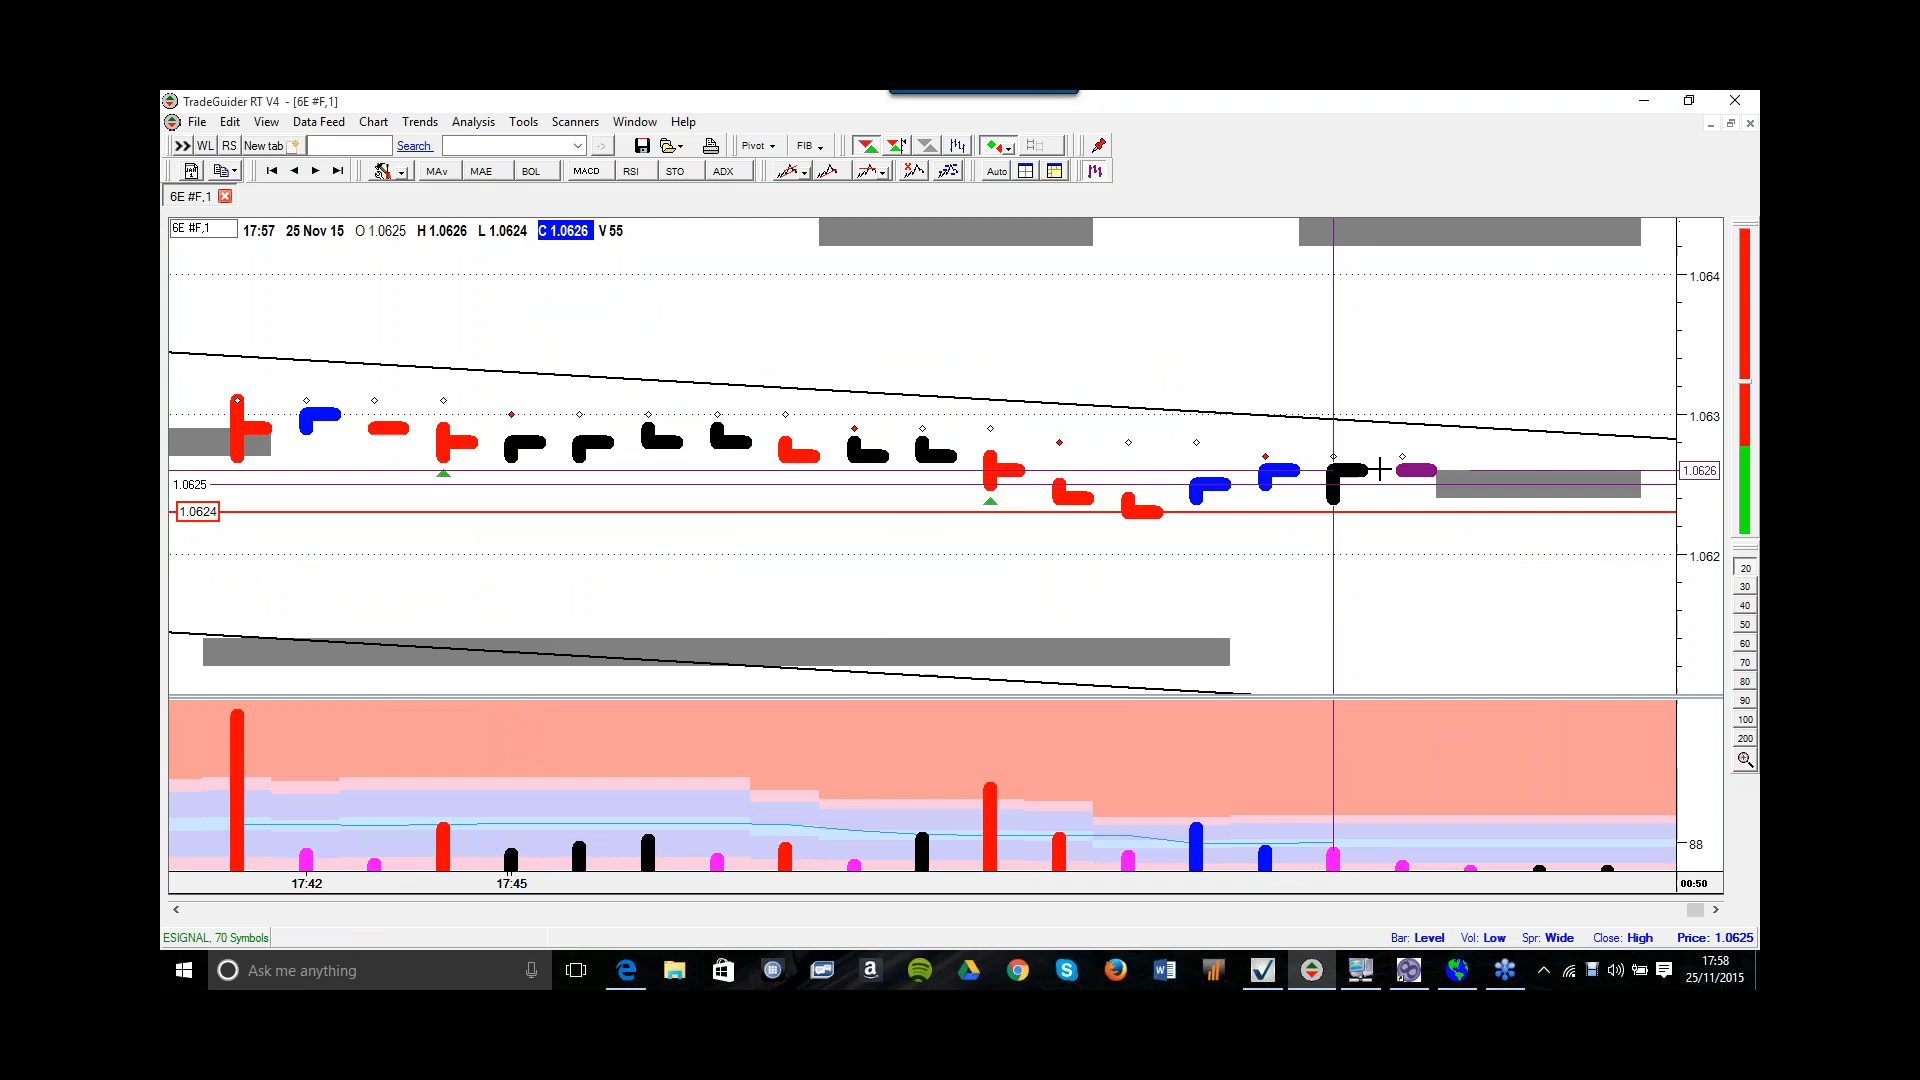 TradeGuider RT V4 - [6E #F,1]
File Edit View Data Feed Chart Trends Analysis Tools Scanners Window Help
WL RS New tab Search -> Pivot FIB
MAv MAE BOL MACD RSI STO ADX Auto
6E #F,1
6E #F,1 17:57 25 Nov 15 O 1.0625 H 1.0626 L 1.0624 C 1.0626 V 55
1.064
1.063
1.0626
1.0625
1.0624
1.062
20
30
40
50
60
70
80
90
100
200
88
17:42 17:45 00:50
ESIGNAL, 70 Symbols Bar: Level Vol: Low Spr: Wide Close: High Price: 1.0625
Ask me anything
17:58
25/11/2015